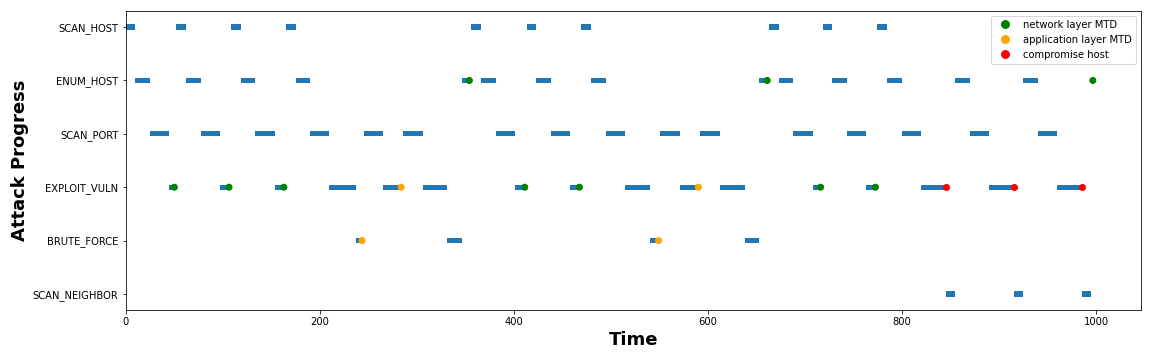 SCAN_HOST
ENUM_HOST
SCAN_PORT
EXPLOIT_VULN
BRUTE_FORCE
SCAN_NEIGHBOR
Attack Progress
network layer MTD
application layer MTD
compromise host
0 200 400 600 800 1000
Time